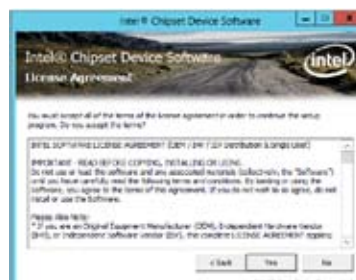 Intel® Chipset Device Software
Intel® Chipset Device Software
License Agreement
intel
You must accept all of the terms of the license agreement in order to continue the setup
program. Do you accept the terms?
INTEL SOFTWARE LICENSE AGREEMENT (OEM / IHV / ISV Distribution & Single User)
IMPORTANT - READ BEFORE COPYING, INSTALLING OR USING.
Do not use or load this software and any associated materials (collectively, the "Software")
until you have carefully read the following terms and conditions. By loading or using the
Software, you agree to the terms of this Agreement. If you do not wish to so agree, do not
install or use the Software.
Please Also Note:
* If you are an Original Equipment Manufacturer (OEM), Independent Hardware Vendor
(IHV), or Independent Software Vendor (ISV), this complete LICENSE AGREEMENT applies;
< Back
Yes
No